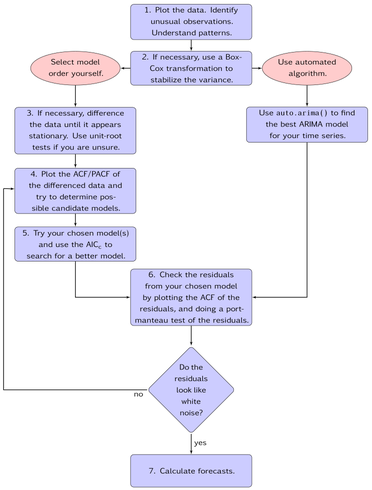 1. Plot the data. Identify
unusual observations.
Understand patterns.
Select model
order yourself.
2. If necessary, use a Box-
Cox transformation to
stabilize the variance.
Use automated
algorithm.
3. If necessary, difference
the data until it appears
stationary. Use unit-root
tests if you are unsure.
Use auto.arima() to find
the best ARIMA model
for your time series.
4. Plot the ACF/PACF of
the differenced data and
try to determine pos-
sible candidate models.
5. Try your chosen model(s)
and use the AICc to
search for a better model.
6. Check the residuals
from your chosen model
by plotting the ACF of the
residuals, and doing a port-
manteau test of the residuals.
Do the
residuals
look like
white
noise?
no
yes
7. Calculate forecasts.